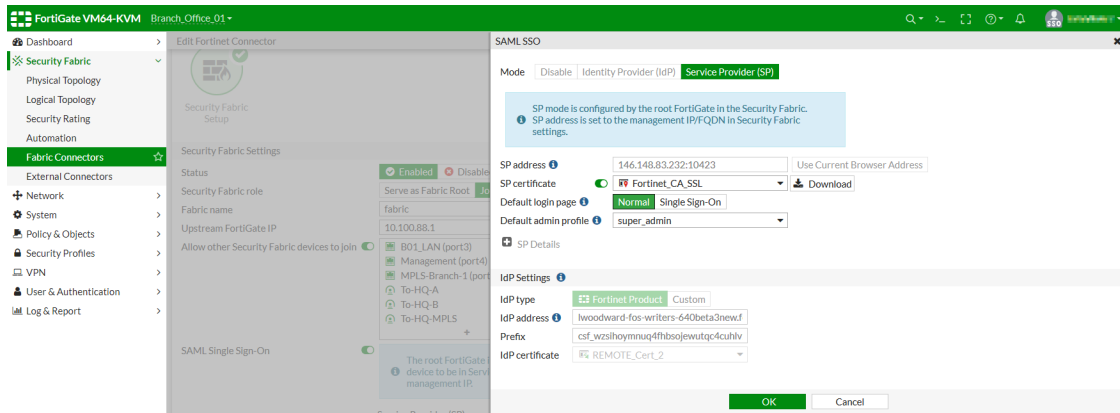 FortiGate VM64-KVM Branch_Office_01
SSO
Dashboard
Security Fabric
Physical Topology
Logical Topology
Security Rating
Automation
Fabric Connectors
External Connectors
Network
System
Policy & Objects
Security Profiles
VPN
User & Authentication
Log & Report
Edit Fortinet Connector
Security Fabric
Setup
Security Fabric Settings
Status Enabled Disable
Security Fabric role Serve as Fabric Root Jo
Fabric name fabric
Upstream FortiGate IP 10.100.88.1
Allow other Security Fabric devices to join B01_LAN (port3)
Management (port4)
MPLS-Branch-1 (port
To-HQ-A
To-HQ-B
To-HQ-MPLS
+
SAML Single Sign-On
The root FortiGate
device to be in Servi
management IP.
SAML SSO
Mode Disable Identity Provider (IdP) Service Provider (SP)
SP mode is configured by the root FortiGate in the Security Fabric.
SP address is set to the management IP/FQDN in Security Fabric
settings.
SP address 146.148.83.232:10423 Use Current Browser Address
SP certificate Fortinet_CA_SSL Download
Default login page Normal Single Sign-On
Default admin profile super_admin
SP Details
IdP Settings
IdP type Fortinet Product Custom
IdP address lwoodward-fos-writers-640beta3new.f
Prefix csf_wzsihoymnuq4fhbsojewutqc4cuhlv
IdP certificate REMOTE_Cert_2
OK Cancel